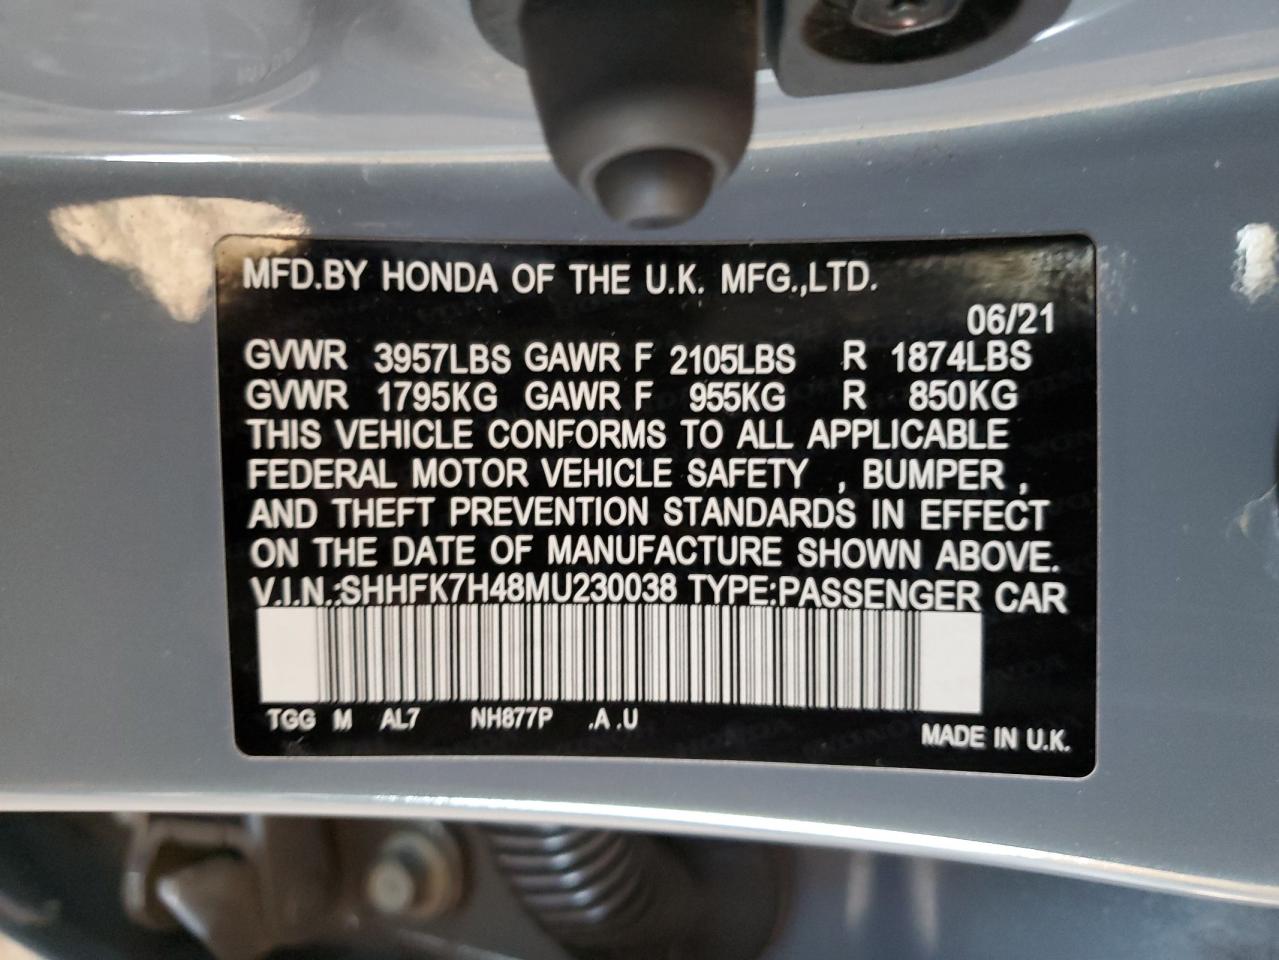 MFD.BY HONDA OF THE U.K. MFG.,LTD.
06/21
GVWR 3957LBS GAWR F 2105LBS R 1874LBS
GVWR 1795KG GAWR F 955KG R 850KG
THIS VEHICLE CONFORMS TO ALL APPLICABLE
FEDERAL MOTOR VEHICLE SAFETY , BUMPER ,
AND THEFT PREVENTION STANDARDS IN EFFECT
ON THE DATE OF MANUFACTURE SHOWN ABOVE.
V.I.N.:SHHFK7H48MU230038 TYPE:PASSENGER CAR
TGG M AL7 NH877P .A .U
MADE IN U.K.